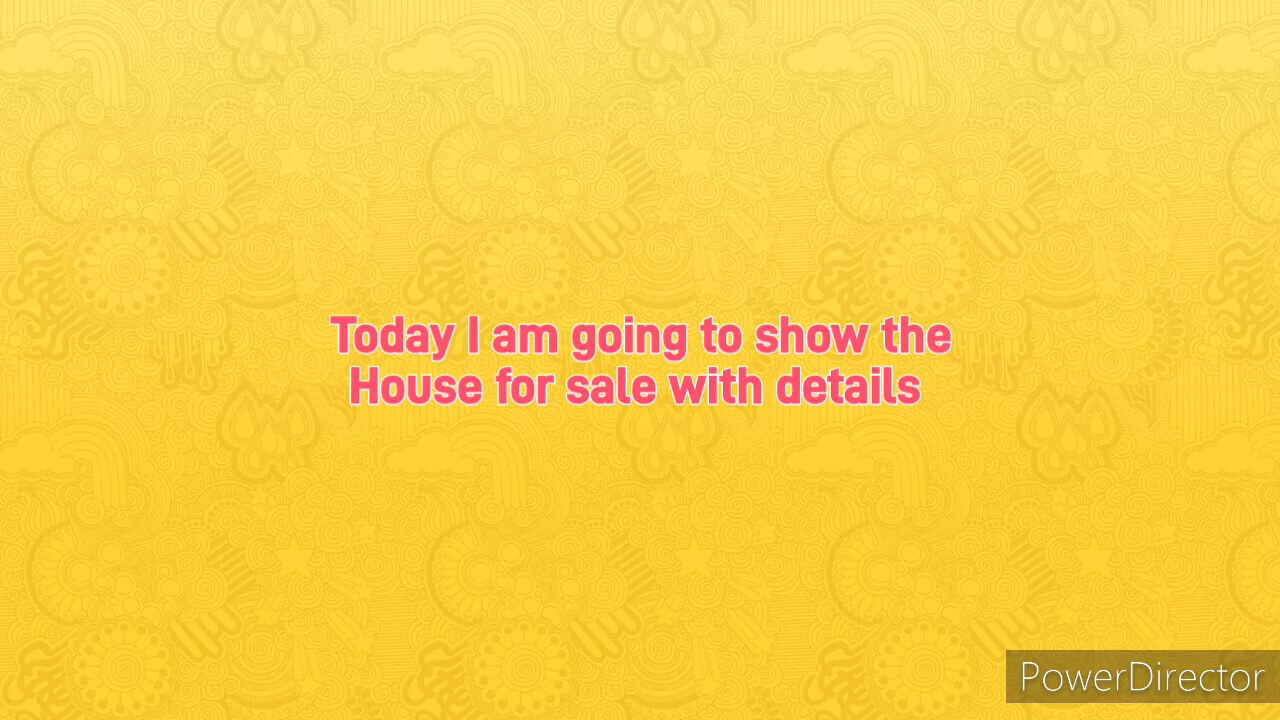 Today I am going to show the
House for sale with details
PowerDirector